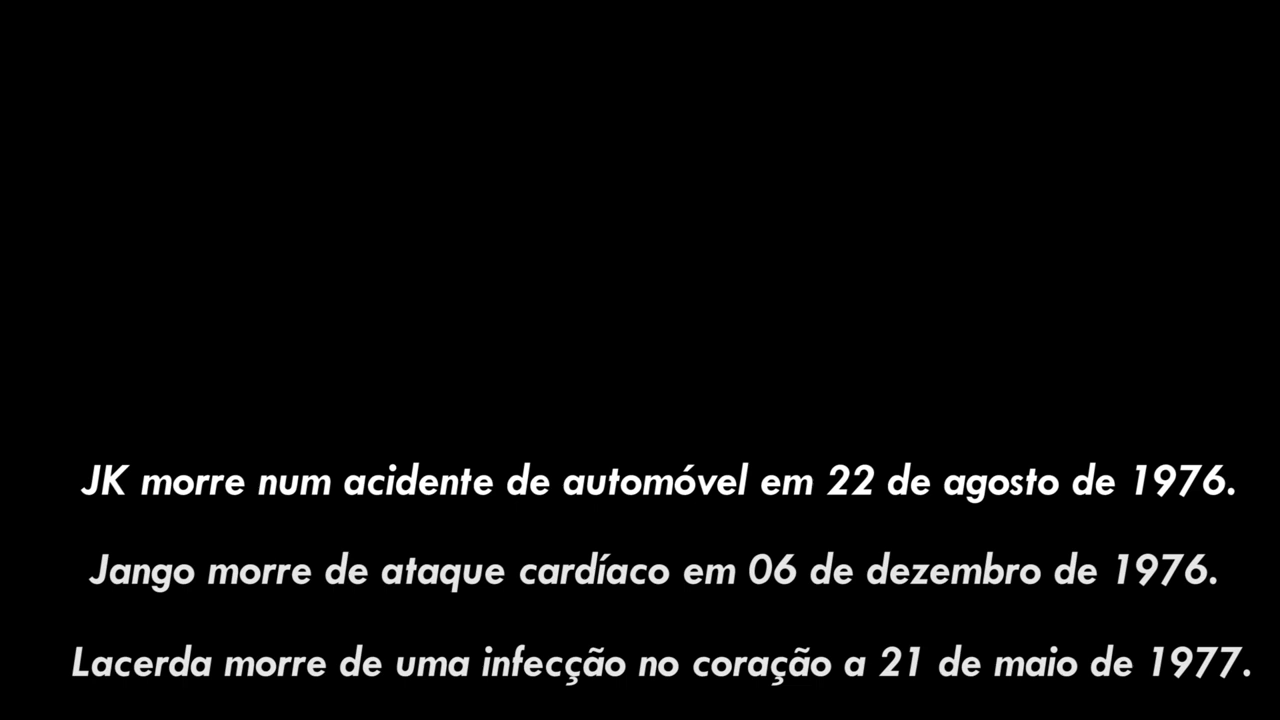 JK morre num acidente de automóvel em 22 de agosto de 1976.
Jango morre de ataque cardíaco em 06 de dezembro de 1976.
Lacerda morre de uma infecção no coração a 21 de maio de 1977.